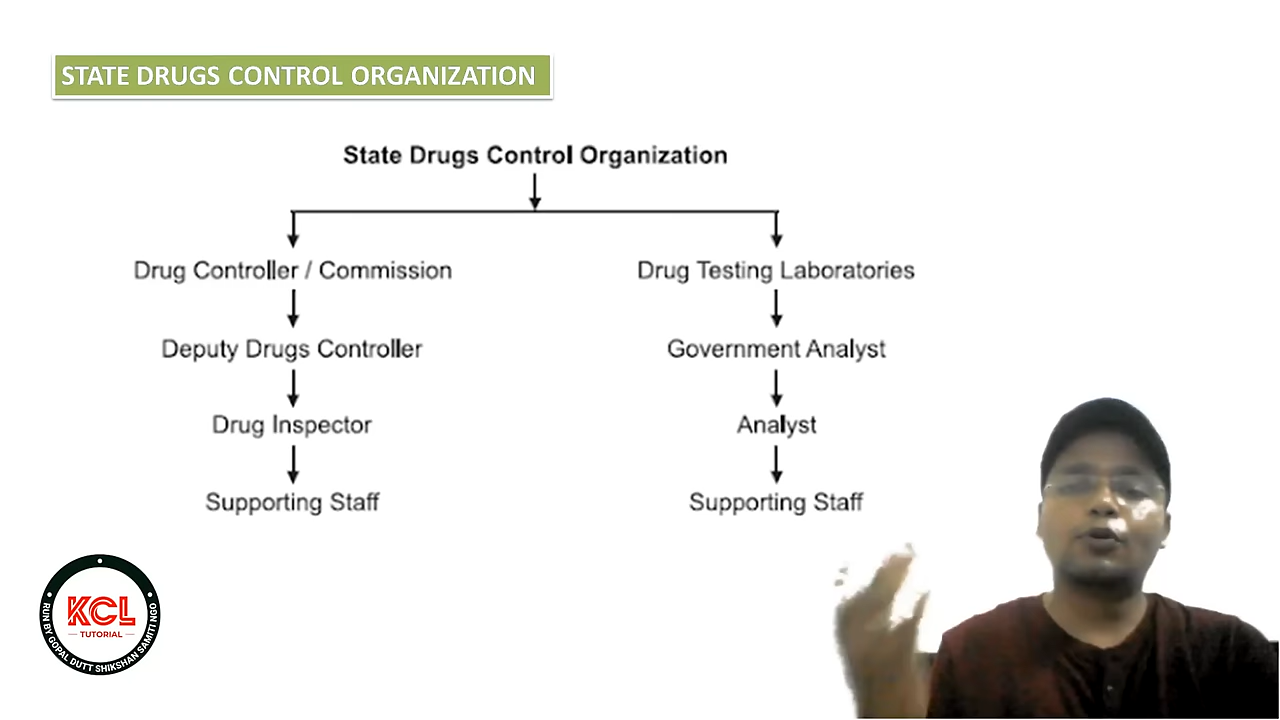 STATE DRUGS CONTROL ORGANIZATION
State Drugs Control Organization
Drug Controller / Commission
Drug Testing Laboratories
Deputy Drugs Controller
Government Analyst
Drug Inspector
Analyst
Supporting Staff
Supporting Staff
KCL
TUTORIAL
RUN BY GOPAL DUTT SHIKSHAN SAMITI NGO